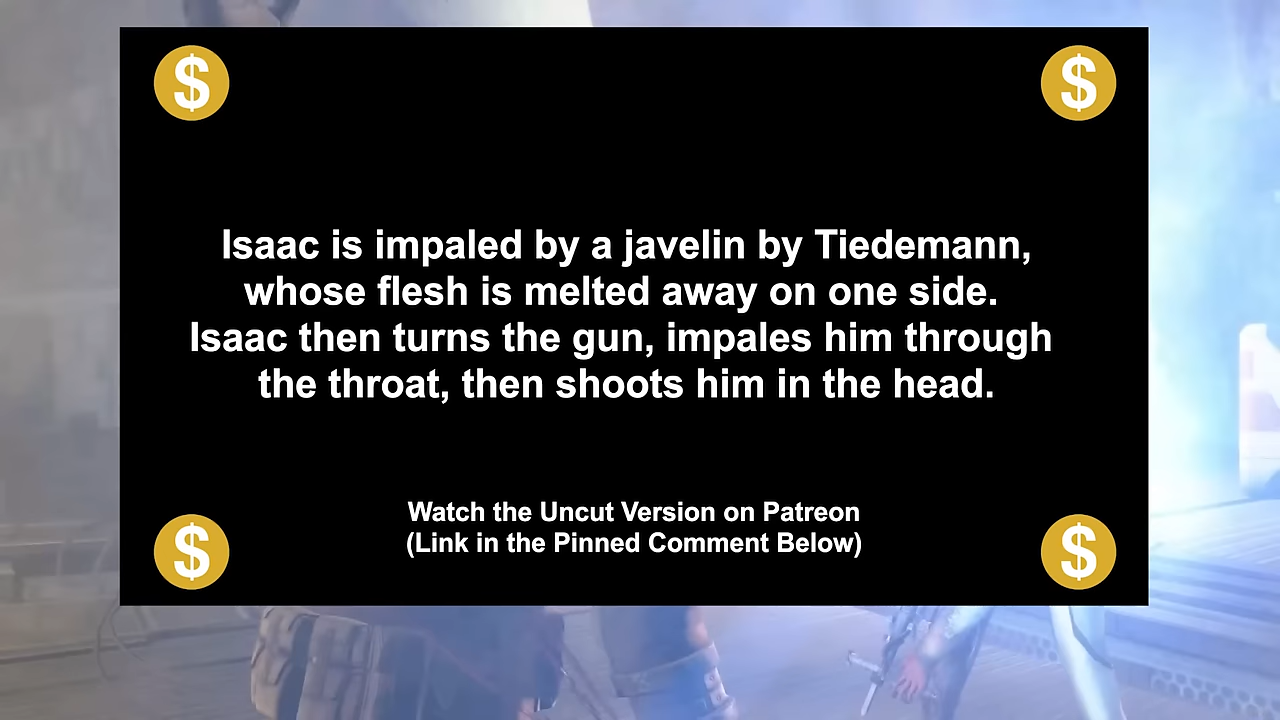 $ $
Isaac is impaled by a javelin by Tiedemann,
whose flesh is melted away on one side.
Isaac then turns the gun, impales him through
the throat, then shoots him in the head.
Watch the Uncut Version on Patreon
(Link in the Pinned Comment Below)
$ $